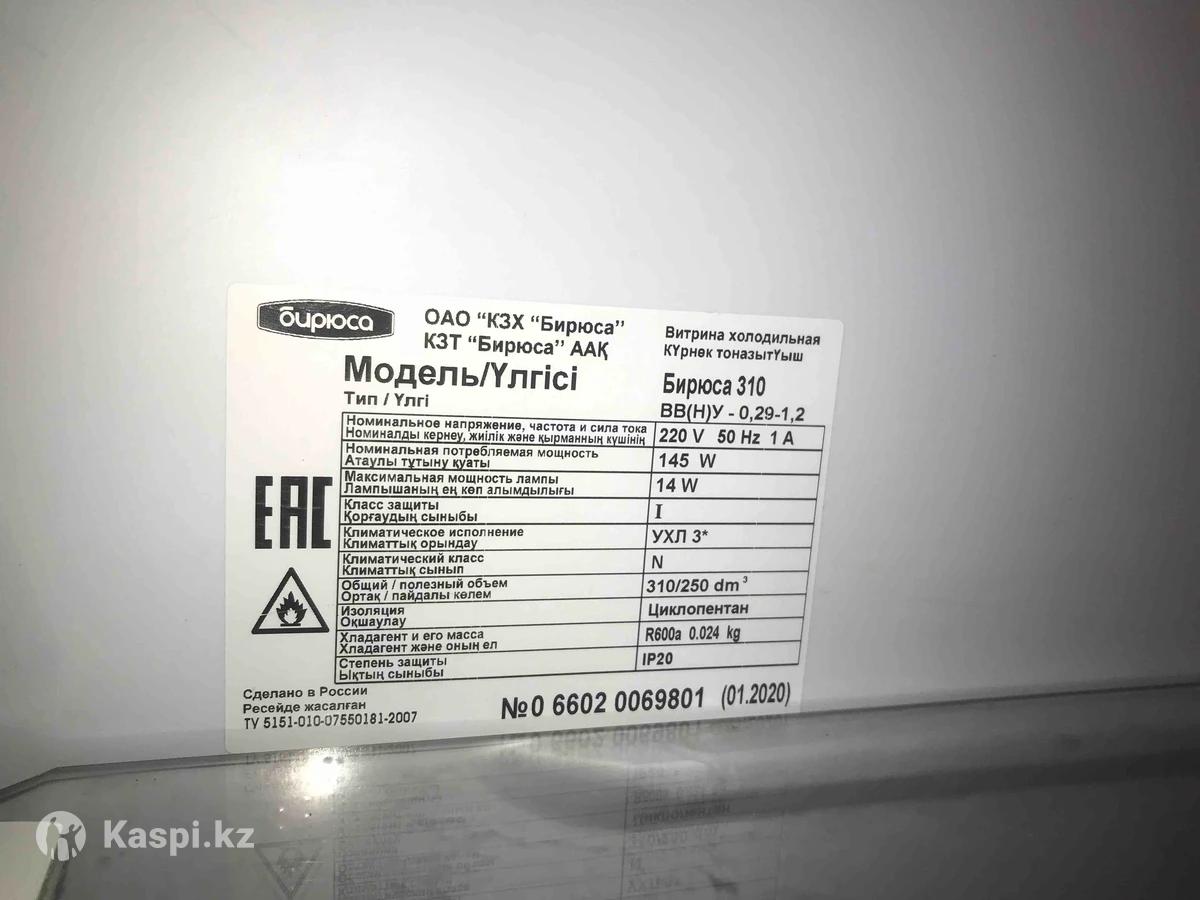 бирюса
ОАО “КЗХ “Бирюса”
КЗТ “Бирюса” ААҚ
Витрина холодильная
КҮрнөк тоназытҮыш
Модель/Үлгісі
Бирюса 310
Тип / Үлгі
ВВ(Н)У - 0,29-1,2
Номинальное напряжение, частота и сила тока
Номиналды кернеу, жиілік және қырманның күшінің
220 V 50 Hz 1 A
Номинальная потребляемая мощность
Атаулы тұтыну қуаты
145 W
Максимальная мощность лампы
Лампышаның ең көп алымдылығы
14 W
Класс защиты
Қорғаудың сыныбы
I
Климатическое исполнение
Климаттық орындау
УХЛ 3*
Климатический класс
Климаттық сынып
N
Общий / полезный объем
Ортақ / пайдалы көлем
310/250 dm³
Изоляция
Оқшаулау
Циклопентан
Хладагент и его масса
Хладагент және оның ел
R600a 0.024 kg
Степень защиты
Ықтың сыныбы
IP20
EAC
Сделано в России
Ресейде жасалған
ТУ 5151-010-07550181-2007
№0 6602 0069801 (01.2020)
Kaspi.kz